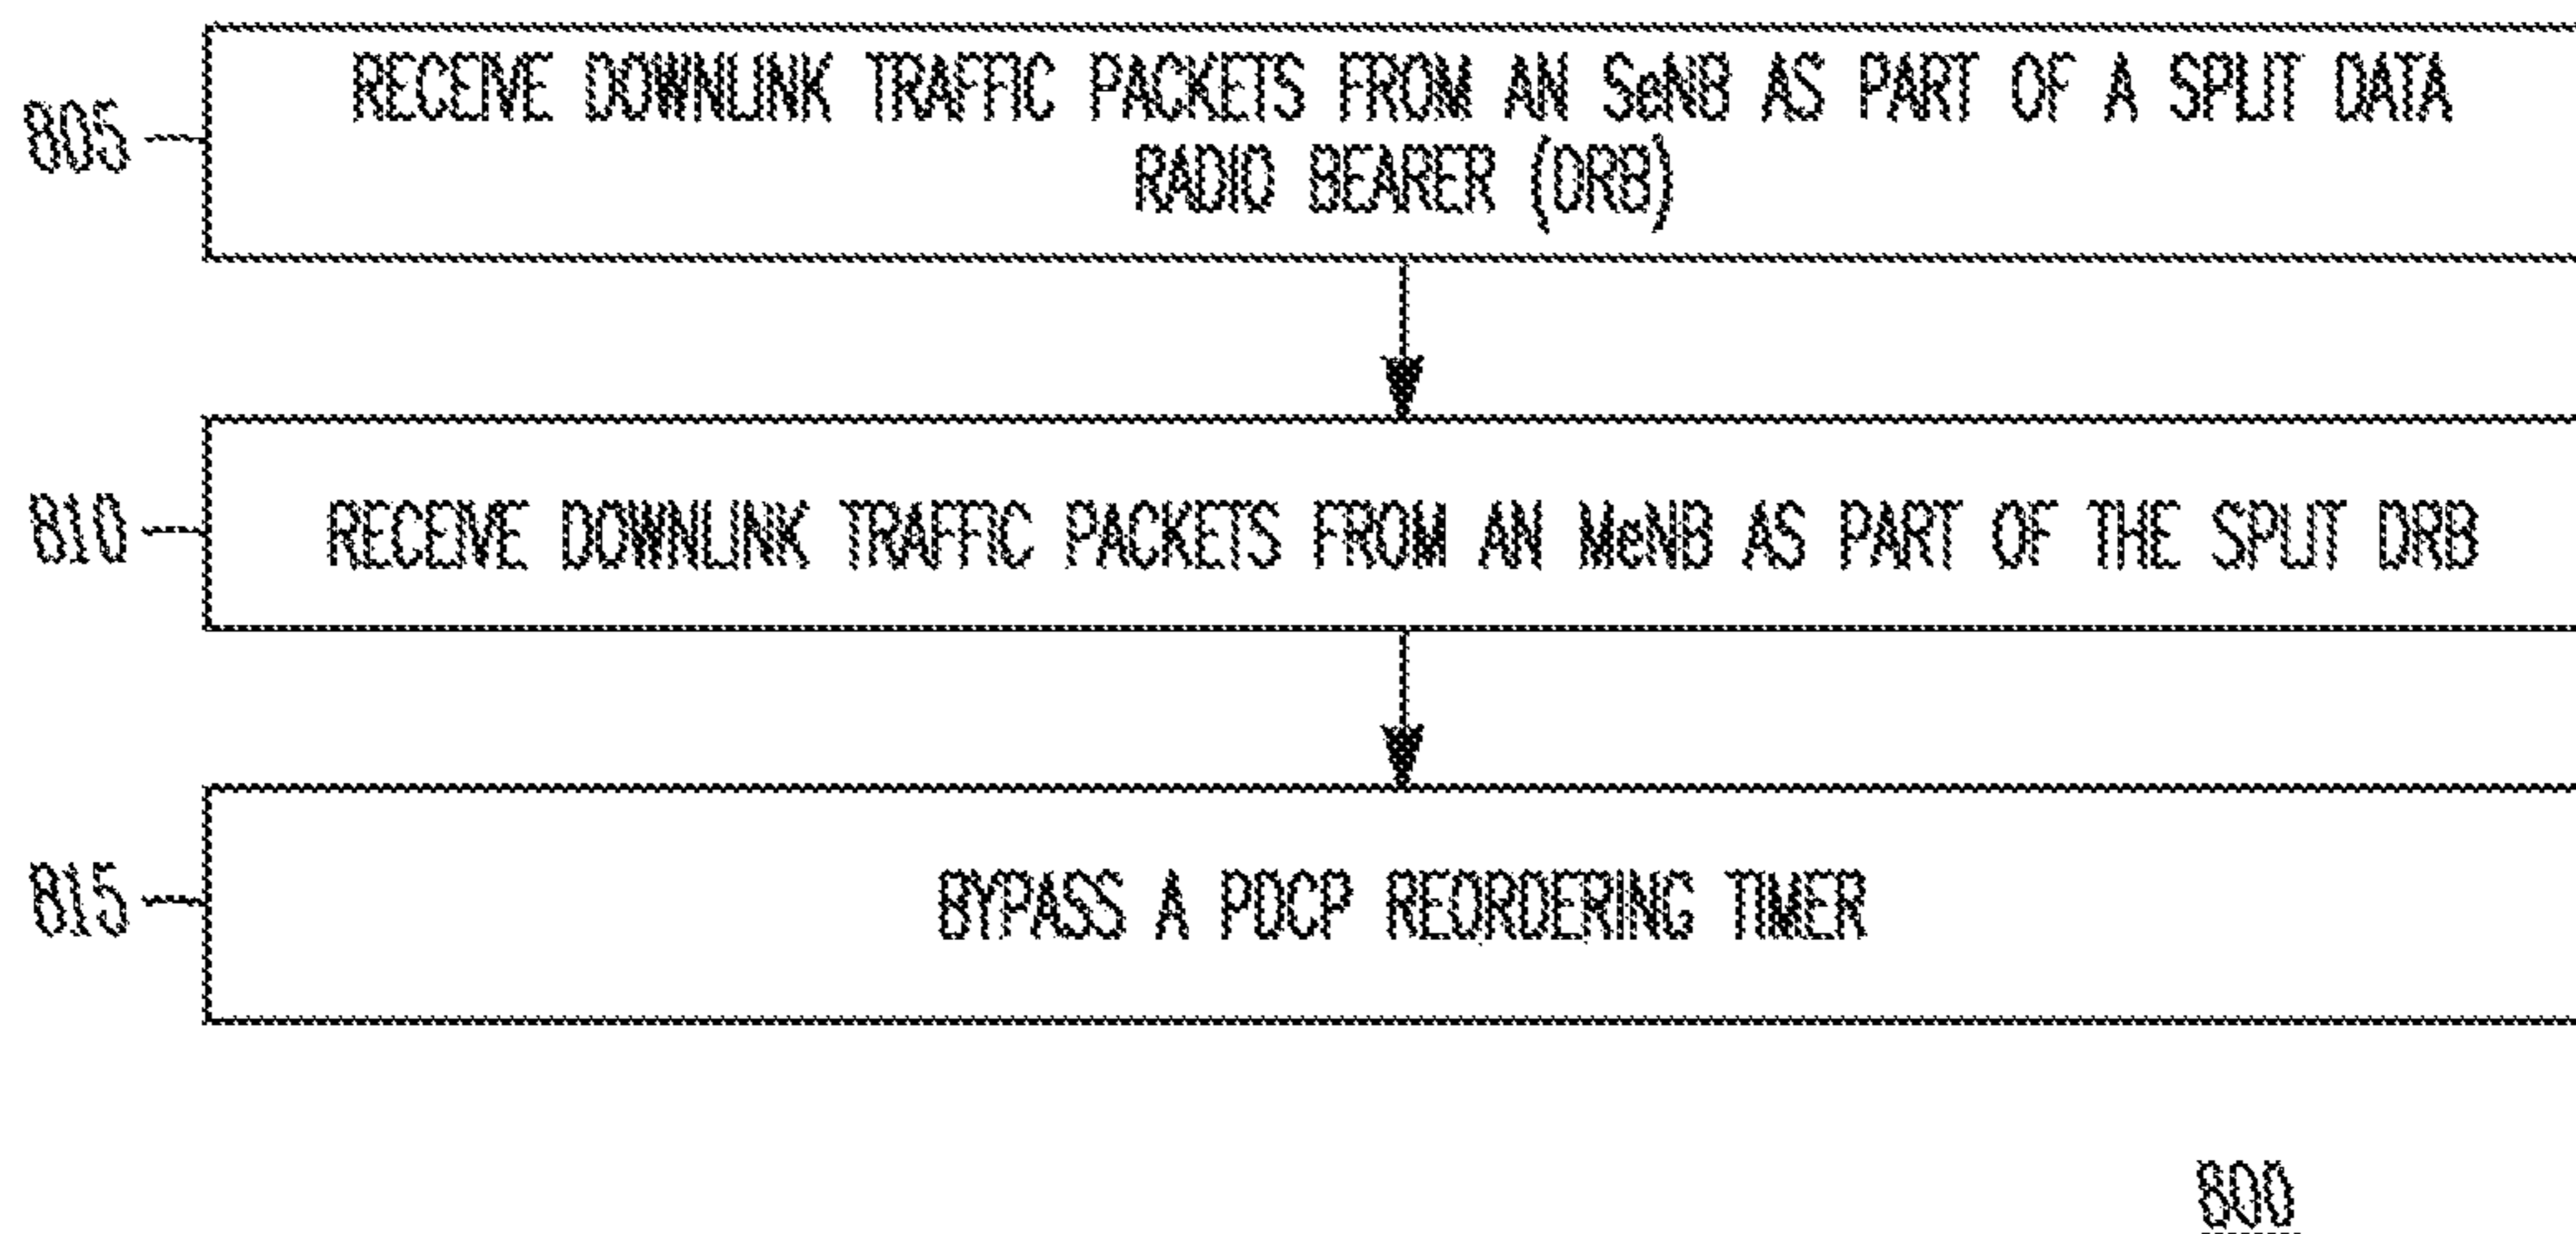 805
RECEIVE DOWNLINK TRAFFIC PACKETS FROM AN SeNB AS PART OF A SPLIT DATA
RADIO BEARER (DRB)
810
RECEIVE DOWNLINK TRAFFIC PACKETS FROM AN MeNB AS PART OF THE SPLIT DRB
815
BYPASS A PDCP REORDERING TIMER
800